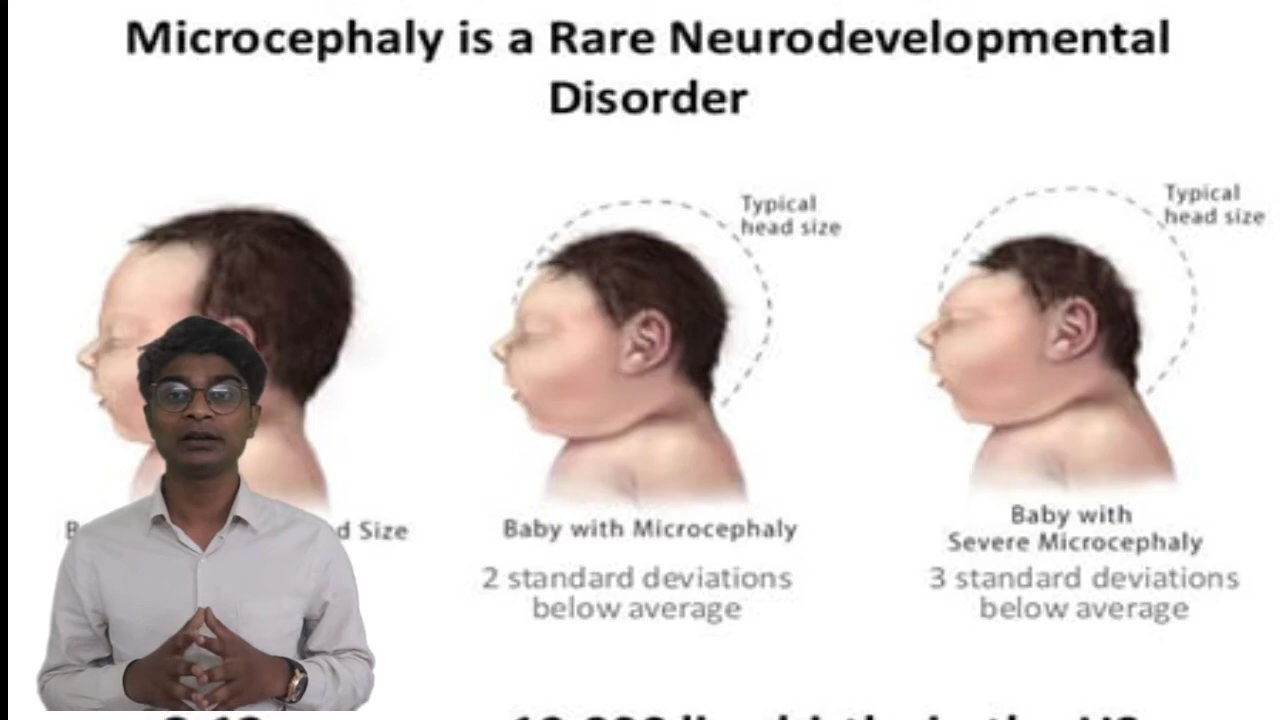 Microcephaly is a Rare Neurodevelopmental
Disorder
Typical
head size
Typical
head size
Size
Baby with Microcephaly
2 standard deviations
below average
Baby with
Severe Microcephaly
3 standard deviations
below average